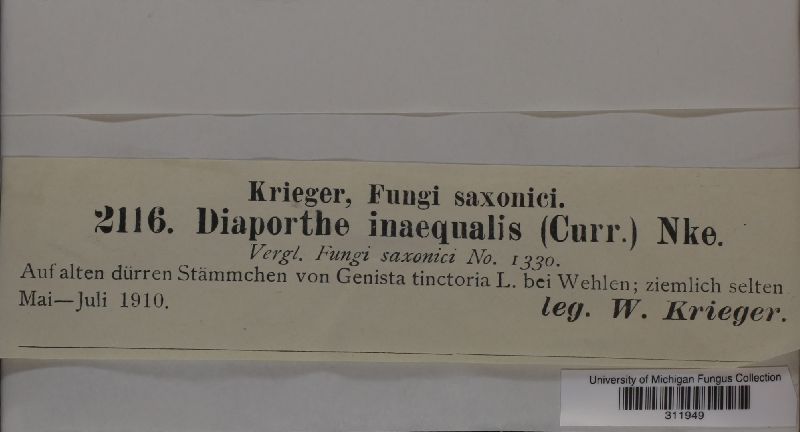 Krieger, Fungi saxonici.
2116. Diaporthe inaequalis (Curr.) Nke.
Vergl. Fungi saxonici No. 1330.
Auf alten dürren Stämmchen von Genista tinctoria L. bei Wehlen; ziemlich selten
Mai—Juli 1910.
leg. W. Krieger.
University of Michigan Fungus Collection
311949